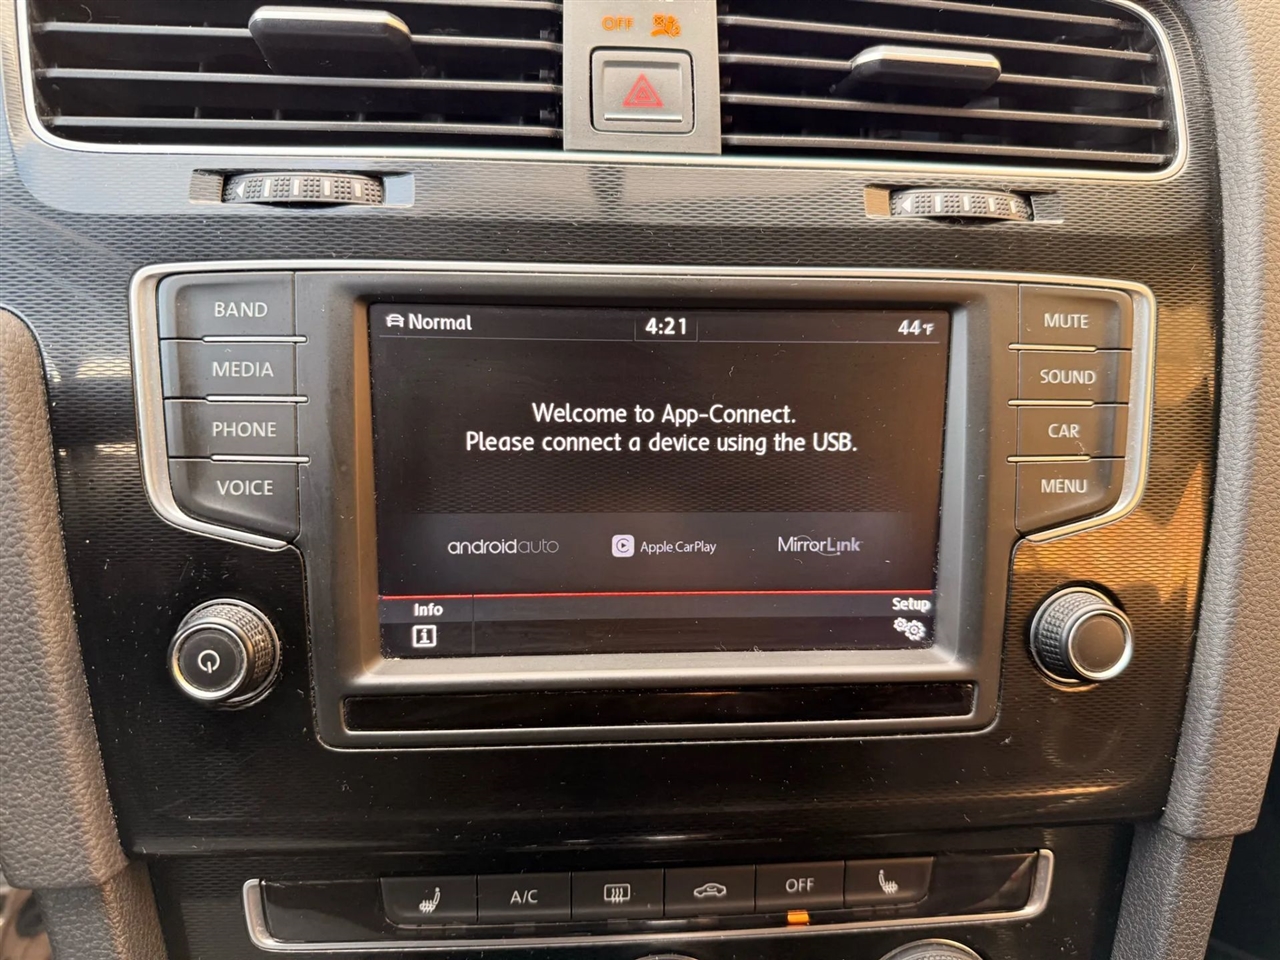 OFF
BAND
MEDIA
PHONE
VOICE
Normal
4:21
44°F
Welcome to App-Connect.
Please connect a device using the USB.
androidauto
Apple CarPlay
MirrorLink
Info
Setup
MUTE
SOUND
CAR
MENU
A/C
OFF